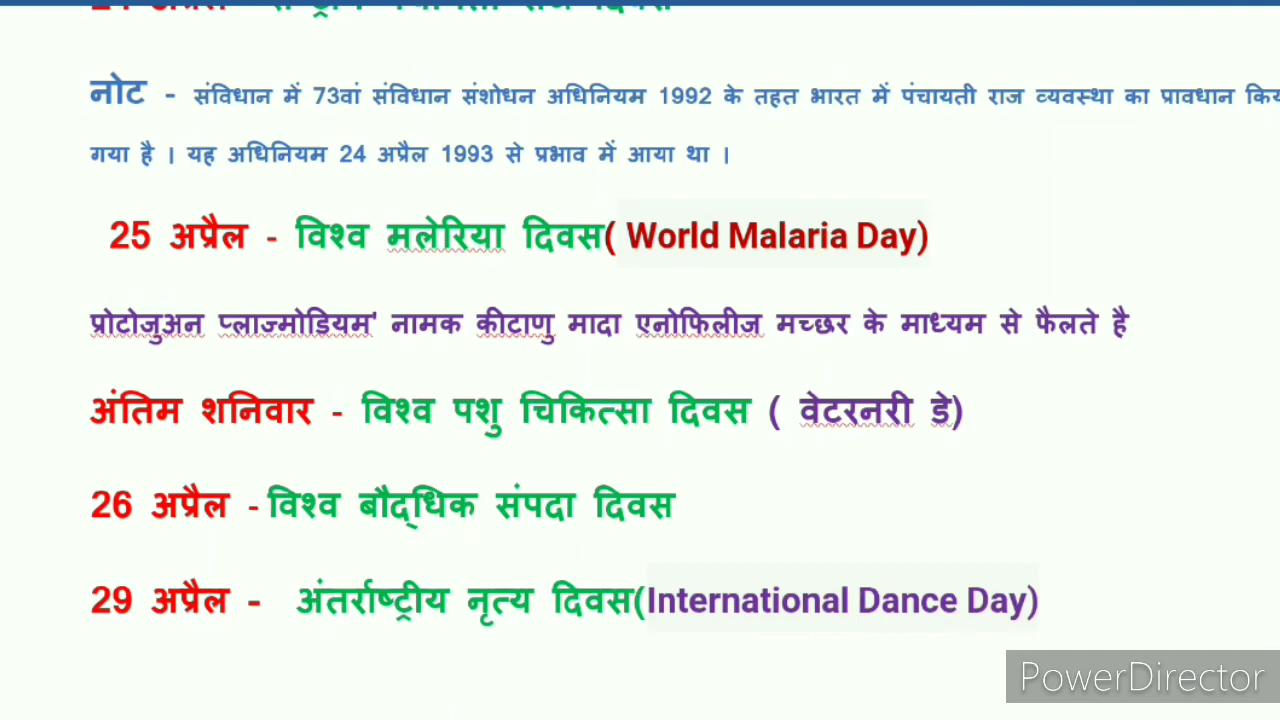 नोट - संविधान में 73वां संविधान संशोधन अधिनियम 1992 के तहत भारत में पंचायती राज व्यवस्था का प्रावधान
गया है । यह अधिनियम 24 अप्रैल 1993 से प्रभाव में आया था ।
25 अप्रैल - विश्व मलेरिया दिवस( World Malaria Day)
प्रोटोजुअन प्लाज्मोडियम' नामक कीटाणु मादा एनोफिलीज मच्छर के माध्यम से फैलते है
अंतिम शनिवार - विश्व पशु चिकित्सा दिवस ( वेटरनरी डे)
26 अप्रैल - विश्व बौद्धिक संपदा दिवस
29 अप्रैल - अंतर्राष्ट्रीय नृत्य दिवस(International Dance Day)
PowerDirector